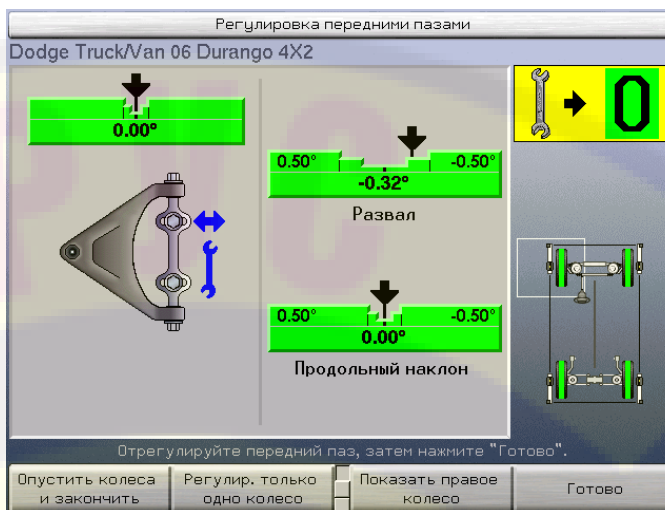 Регулировка передними пазами
Dodge Truck/Van 06 Durango 4X2
0.00°
0
0.50° -0.50°
-0.32°
Развал
0.50° -0.50°
0.00°
Продольный наклон
Отрегулируйте передний паз, затем нажмите "Готово".
Опустить колеса
и закончить
Регулир. только
одно колесо
Показать правое
колесо
Готово